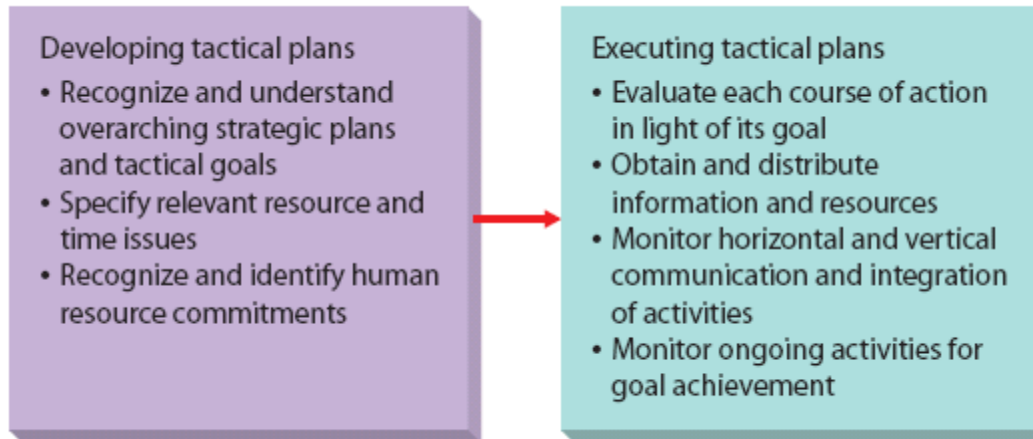 Developing tactical plans
• Recognize and understand
overarching strategic plans
and tactical goals
• Specify relevant resource and
time issues
• Recognize and identify human
resource commitments
Executing tactical plans
• Evaluate each course of action
in light of its goal
• Obtain and distribute
information and resources
• Monitor horizontal and vertical
communication and integration
of activities
• Monitor ongoing activities for
goal achievement